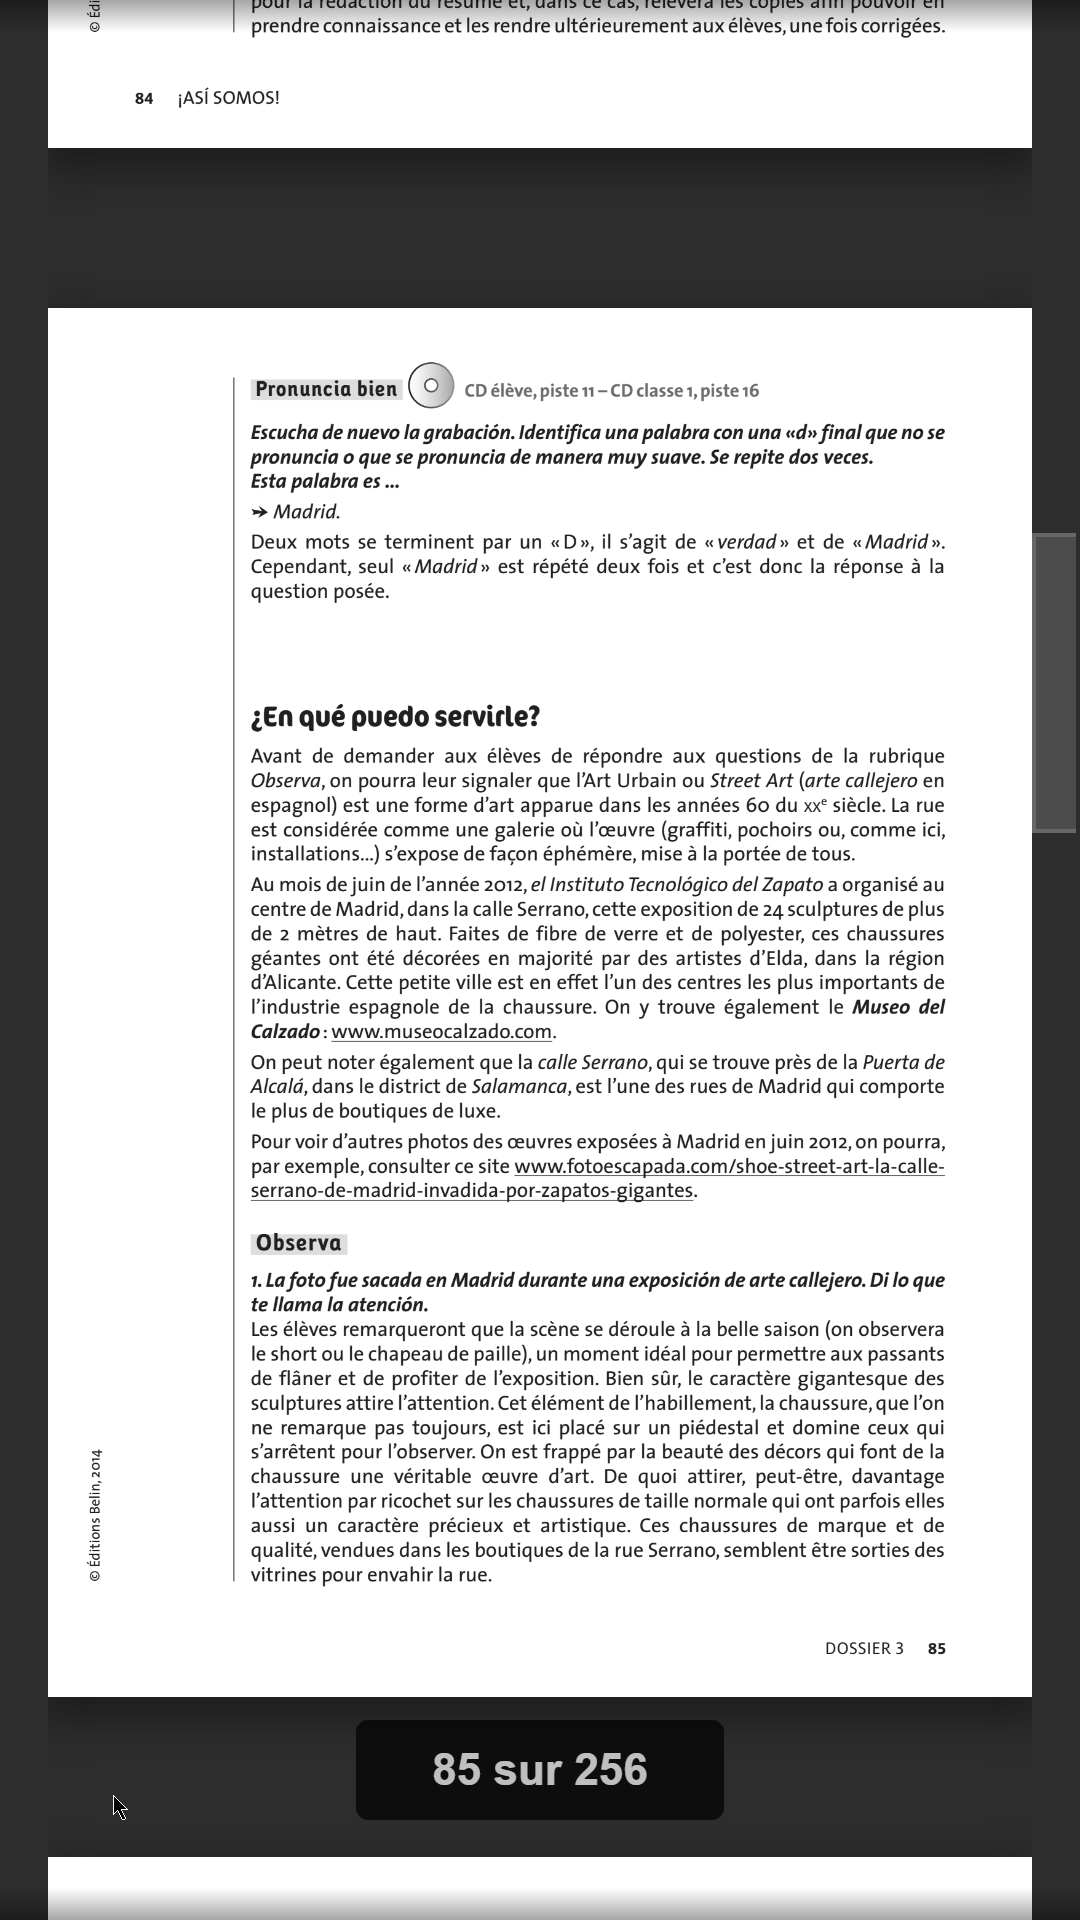 pour la rédaction du résumé et, dans ce cas, relèvera les copies afin pouvoir en
prendre connaissance et les rendre ultérieurement aux élèves, une fois corrigées.
© Édi
84 ¡ASÍ SOMOS!
Pronuncia bien CD élève, piste 11 – CD classe 1, piste 16
Escucha de nuevo la grabación. Identifica una palabra con una «d» final que no se
pronuncia o que se pronuncia de manera muy suave. Se repite dos veces.
Esta palabra es ...
➛ Madrid.
Deux mots se terminent par un « D », il s’agit de « verdad » et de « Madrid ».
Cependant, seul « Madrid » est répété deux fois et c’est donc la réponse à la
question posée.
¿En qué puedo servirle?
Avant de demander aux élèves de répondre aux questions de la rubrique
Observa, on pourra leur signaler que l’Art Urbain ou Street Art (arte callejero en
espagnol) est une forme d’art apparue dans les années 60 du XXe siècle. La rue
est considérée comme une galerie où l’œuvre (graffiti, pochoirs ou, comme ici,
installations...) s’expose de façon éphémère, mise à la portée de tous.
Au mois de juin de l’année 2012, el Instituto Tecnológico del Zapato a organisé au
centre de Madrid, dans la calle Serrano, cette exposition de 24 sculptures de plus
de 2 mètres de haut. Faites de fibre de verre et de polyester, ces chaussures
géantes ont été décorées en majorité par des artistes d’Elda, dans la région
d’Alicante. Cette petite ville est en effet l’un des centres les plus importants de
l’industrie espagnole de la chaussure. On y trouve également le Museo del
Calzado : www.museocalzado.com.
On peut noter également que la calle Serrano, qui se trouve près de la Puerta de
Alcalá, dans le district de Salamanca, est l’une des rues de Madrid qui comporte
le plus de boutiques de luxe.
Pour voir d’autres photos des œuvres exposées à Madrid en juin 2012, on pourra,
par exemple, consulter ce site www.fotoescapada.com/shoe-street-art-la-calle-
serrano-de-madrid-invadida-por-zapatos-gigantes.
Observa
1. La foto fue sacada en Madrid durante una exposición de arte callejero. Di lo que
te llama la atención.
Les élèves remarqueront que la scène se déroule à la belle saison (on observera
le short ou le chapeau de paille), un moment idéal pour permettre aux passants
de flâner et de profiter de l’exposition. Bien sûr, le caractère gigantesque des
sculptures attire l’attention. Cet élément de l’habillement, la chaussure, que l’on
ne remarque pas toujours, est ici placé sur un piédestal et domine ceux qui
s’arrêtent pour l’observer. On est frappé par la beauté des décors qui font de la
chaussure une véritable œuvre d’art. De quoi attirer, peut-être, davantage
l’attention par ricochet sur les chaussures de taille normale qui ont parfois elles
aussi un caractère précieux et artistique. Ces chaussures de marque et de
qualité, vendues dans les boutiques de la rue Serrano, semblent être sorties des
vitrines pour envahir la rue.
© Éditions Belin, 2014
DOSSIER 3 85
85 sur 256